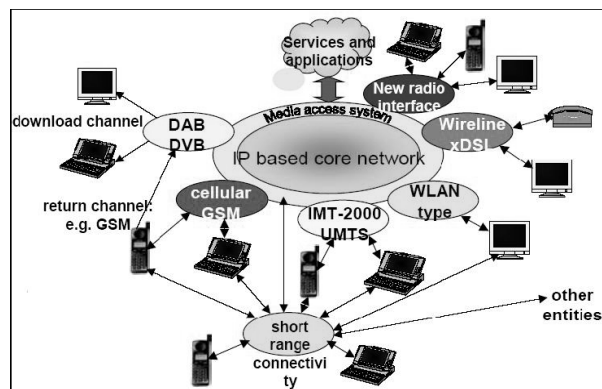 Services and
applications
New radio
interface
Media access system
download channel
DAB
DVB
Wireline
xDSL
IP based core network
cellular
GSM
WLAN
type
return channel:
e.g. GSM
IMT-2000
UMTS
other
entities
short
range
connectivi
ty